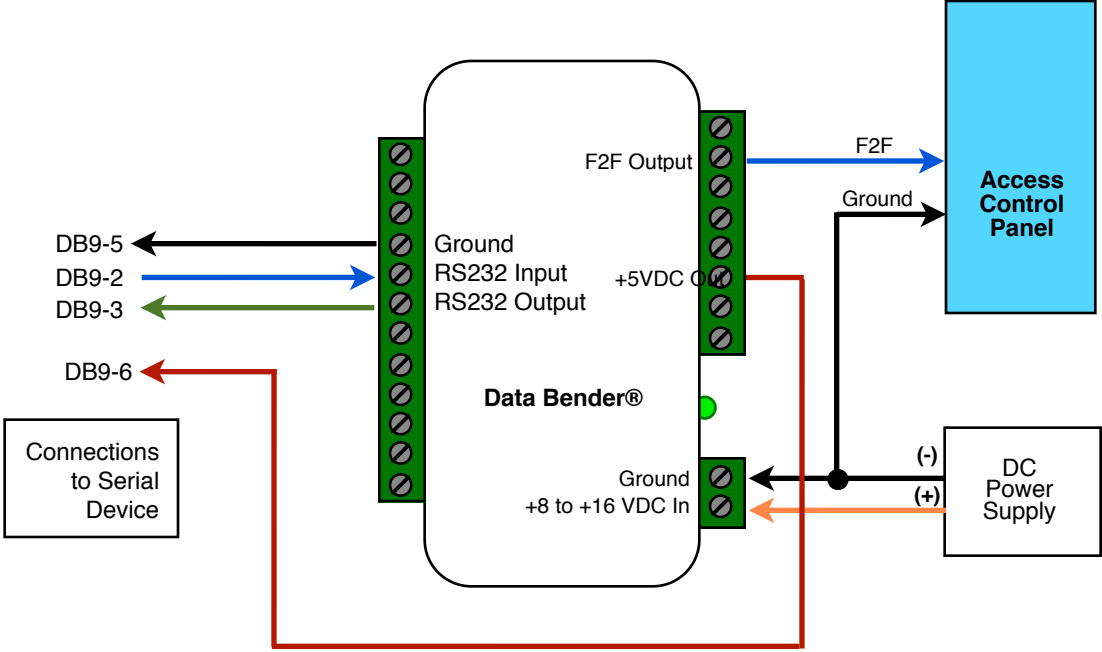 F2F Output
F2F
Ground
Access
Control
Panel
DB9-5
Ground
DB9-2
RS232 Input
+5VDC Out
DB9-3
RS232 Output
DB9-6
Data Bender®
Connections
to Serial
Device
Ground
+8 to +16 VDC In
(-)
(+)
DC
Power
Supply